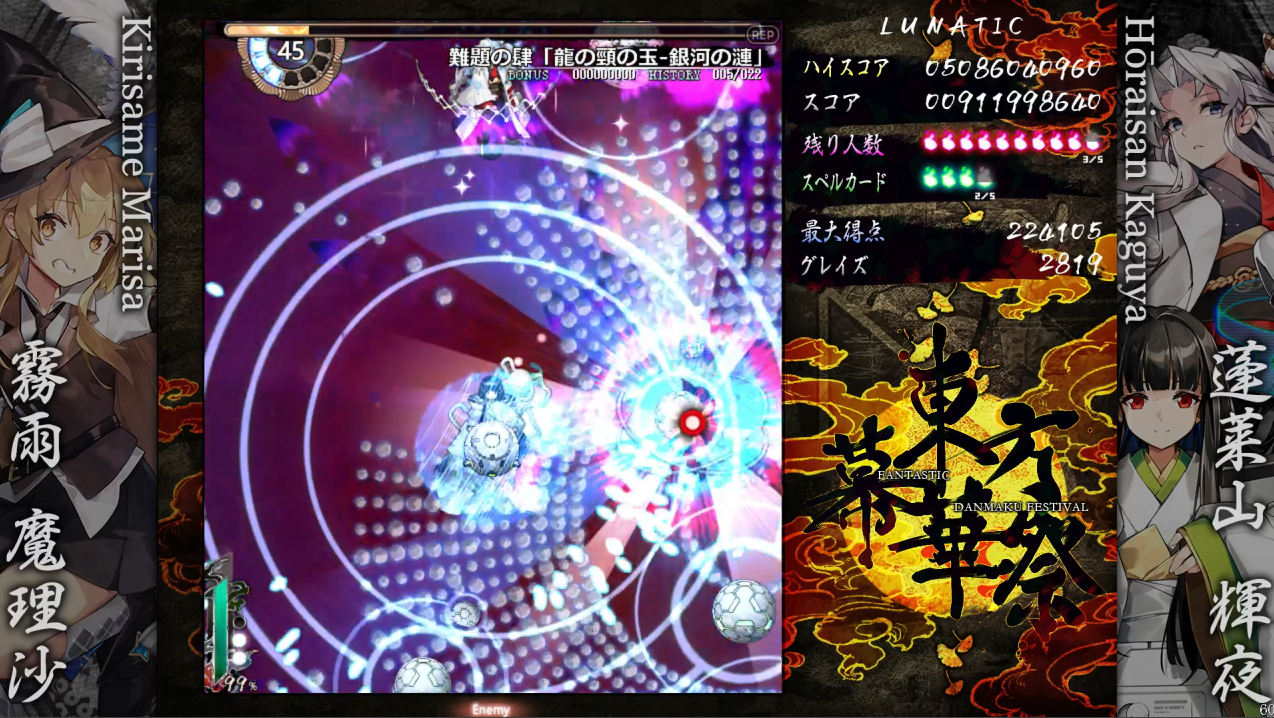 Kirisame Marisa
霧雨 魔理沙
45
REP
難題の肆「龍の頸の玉-銀河の漣」
BONUS 000000000 HISTORY 005/022
99%
Enemy
LUNATIC
ハイスコア 05086040960
スコア 00911998640
残り人数
3/5
スペルカード
2/5
最大得点 224105
グレイズ 2819
東方幕華祭
FANTASTIC
DANMAKU FESTIVAL
Hōraisan Kaguya
蓬莱山 輝夜
60